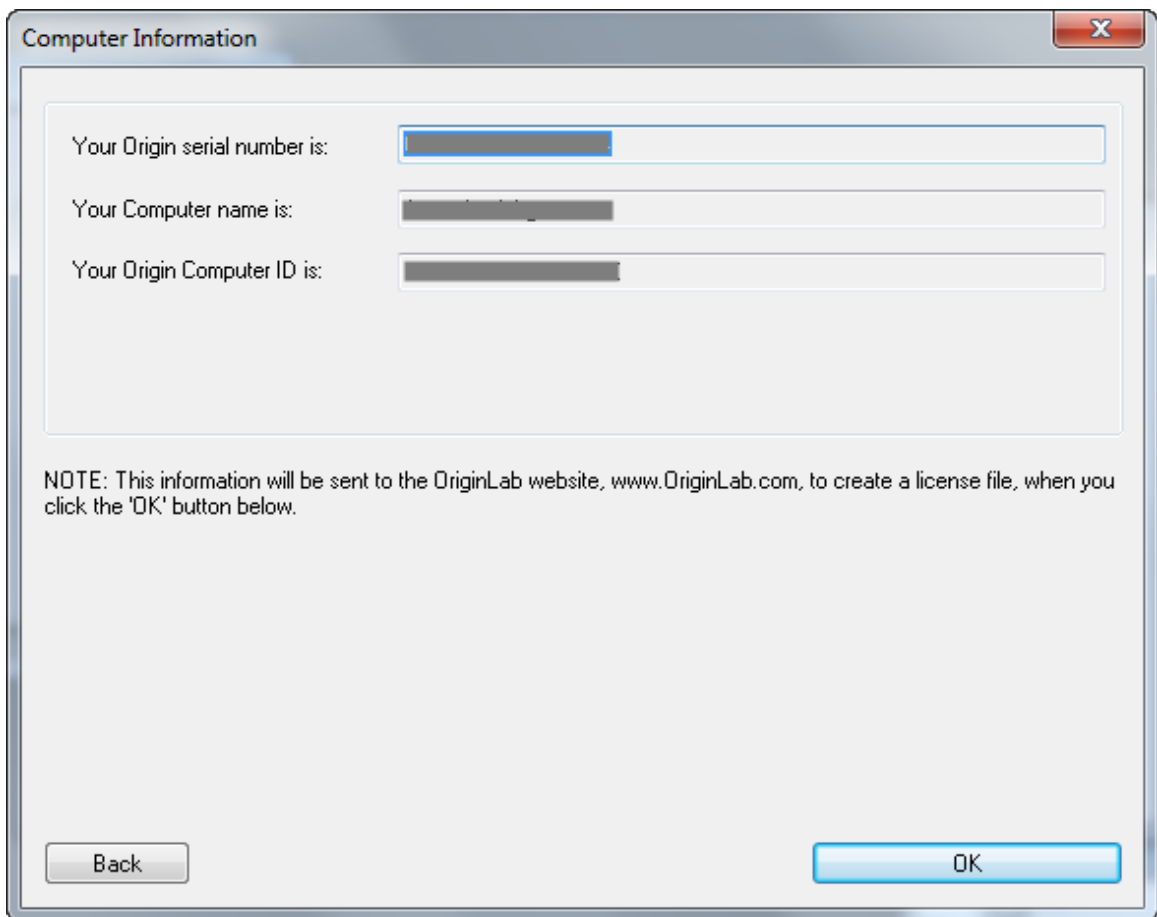 Computer Information
Your Origin serial number is:
Your Computer name is:
Your Origin Computer ID is:
NOTE: This information will be sent to the OriginLab website, www.OriginLab.com, to create a license file, when you
click the 'OK' button below.
Back
OK